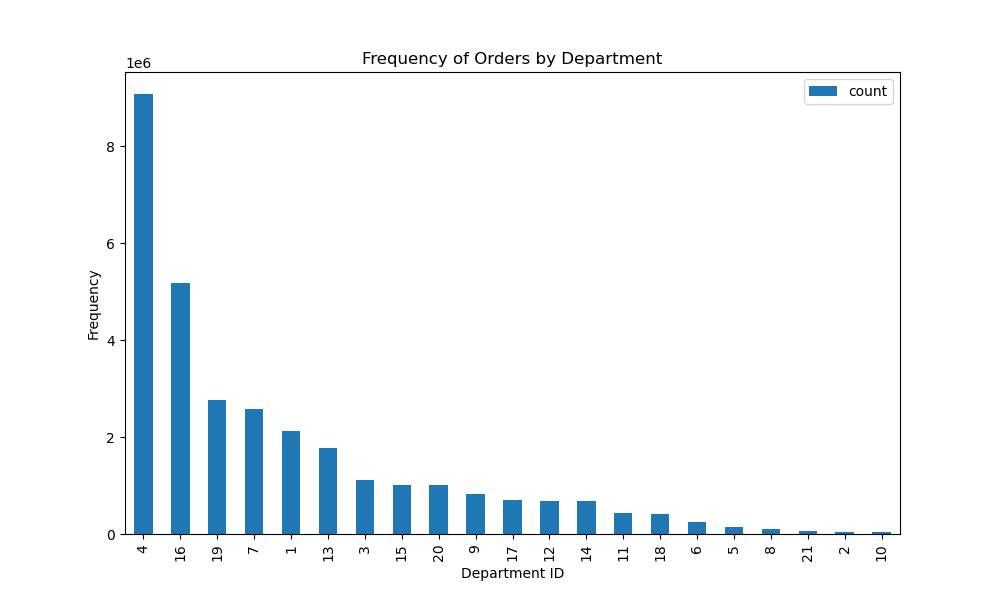 Frequency of Orders by Department
1e6
count
8
6
4
2
0
Frequency
4 16 19 7 1 13 3 15 20 9 17 12 14 11 18 6 5 8 21 2 10
Department ID